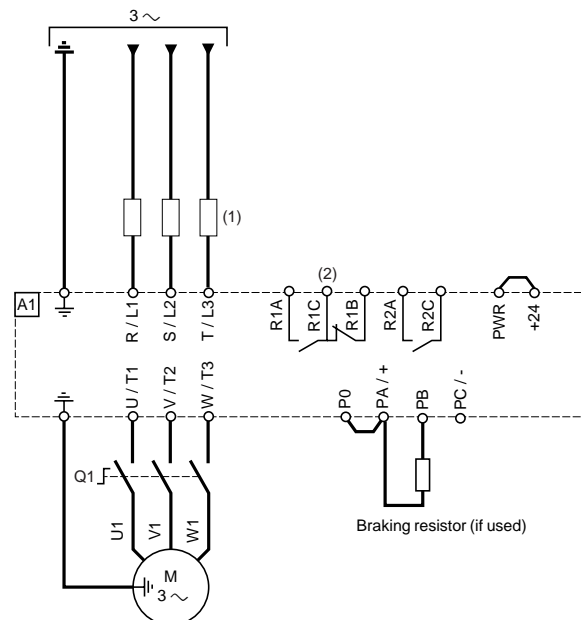 3 ~
(1)
(2)
A1
R / L1
S / L2
T / L3
R1A
R1C
R1B
R2A
R2C
PWR
+24
U / T1
V / T2
W / T3
P0
PA / +
PB
PC / -
Q1
U1
V1
W1
Braking resistor (if used)
M
3 ~